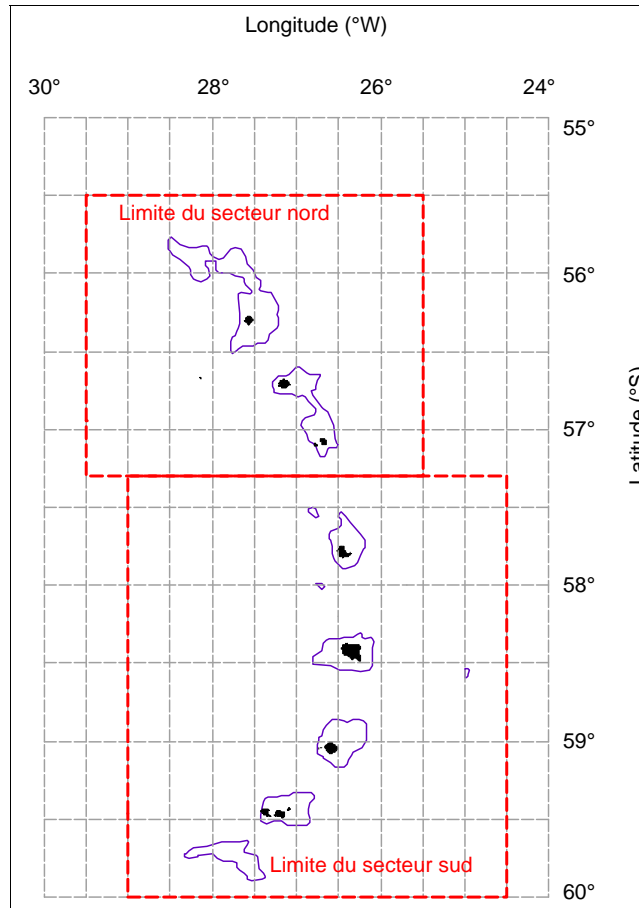 Longitude (°W)
30°
28°
26°
24°
55°
Limite du secteur nord
56°
57°
Latitude (°S)
58°
59°
Limite du secteur sud
60°